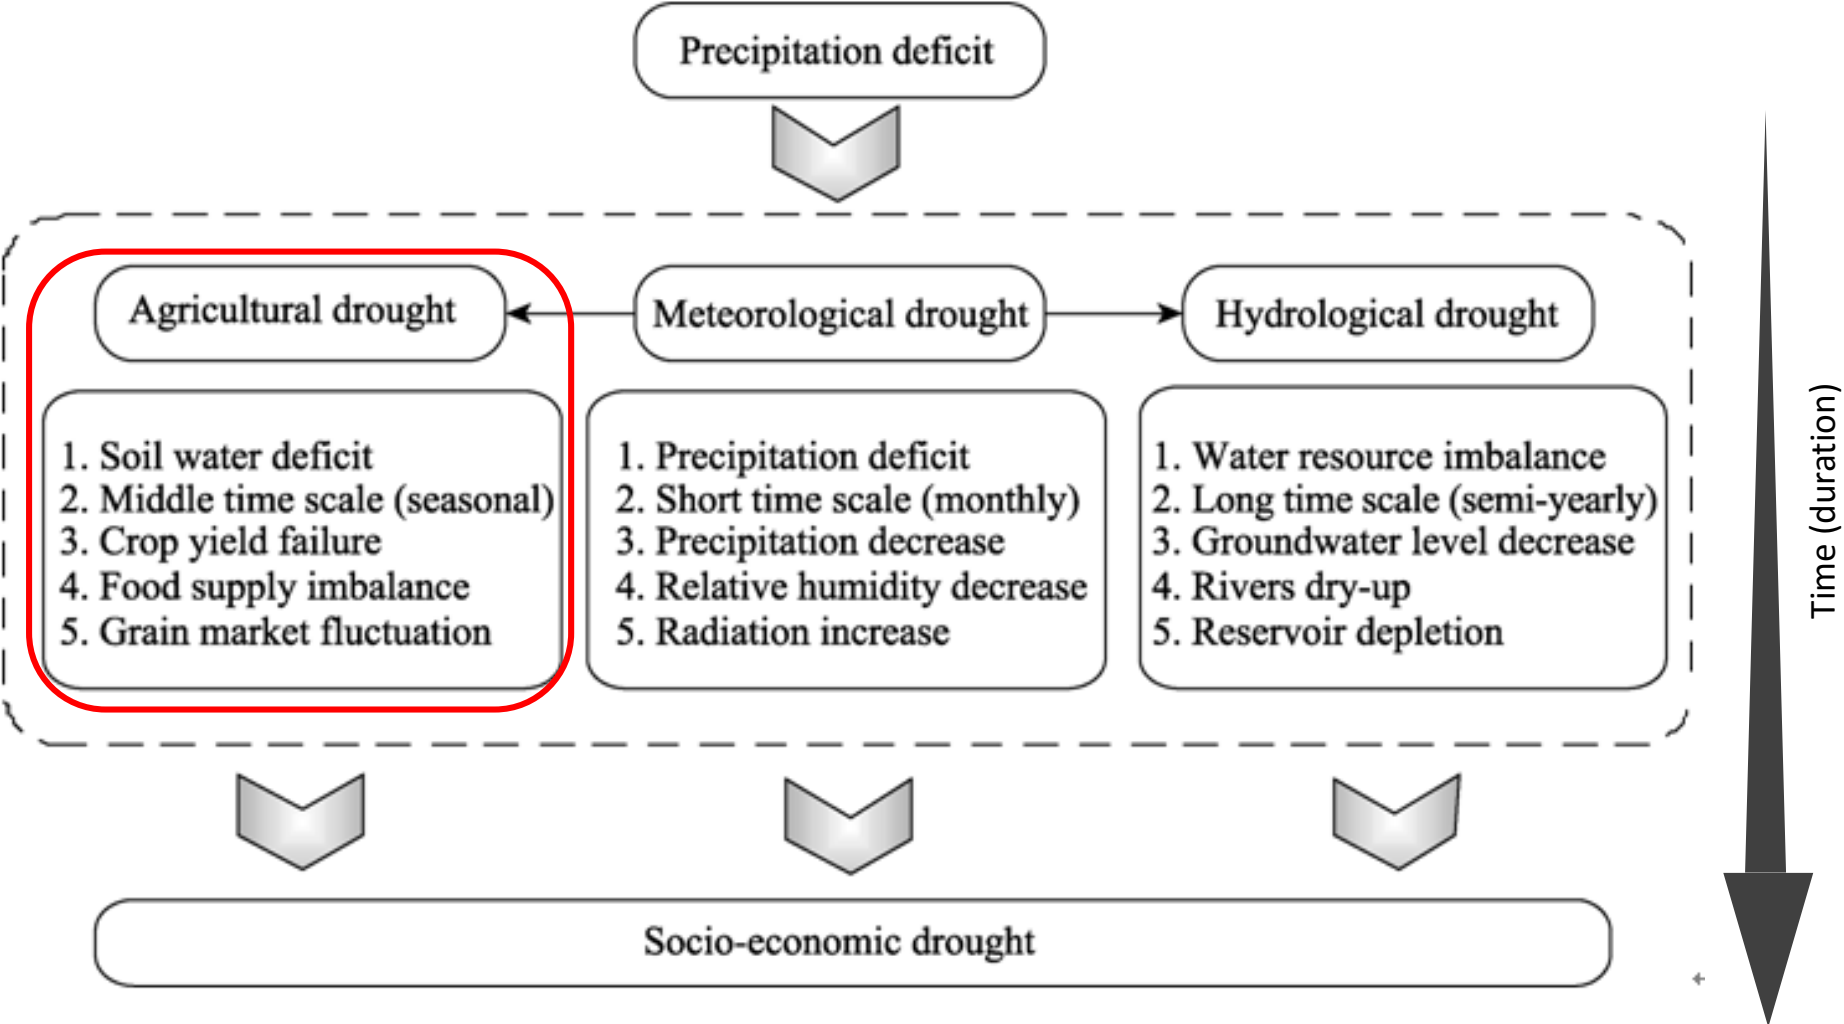 Precipitation deficit
Agricultural drought
Meteorological drought
Hydrological drought
1. Soil water deficit
2. Middle time scale (seasonal)
3. Crop yield failure
4. Food supply imbalance
5. Grain market fluctuation
1. Precipitation deficit
2. Short time scale (monthly)
3. Precipitation decrease
4. Relative humidity decrease
5. Radiation increase
1. Water resource imbalance
2. Long time scale (semi-yearly)
3. Groundwater level decrease
4. Rivers dry-up
5. Reservoir depletion
Socio-economic drought
Time (duration)